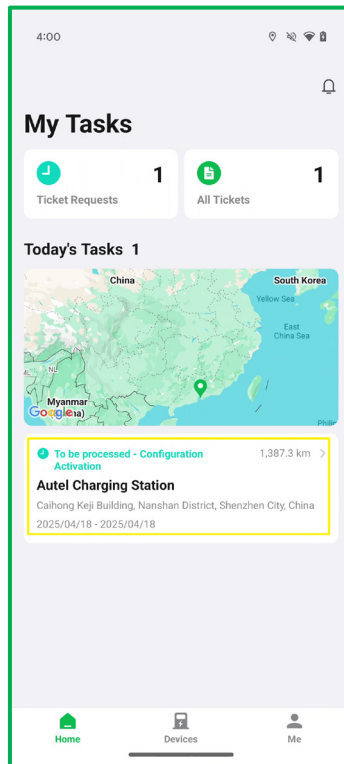 4:00
My Tasks
1
Ticket Requests
1
All Tickets
Today's Tasks 1
China
South Korea
Yellow Sea
East
China Sea
NL
Myanmar
Google
Autel Charging Station
To be processed - Configuration
Activation
1,387.3 km
Caihong Keji Building, Nanshan District, Shenzhen City, China
2025/04/18 - 2025/04/18
Home
Devices
Me